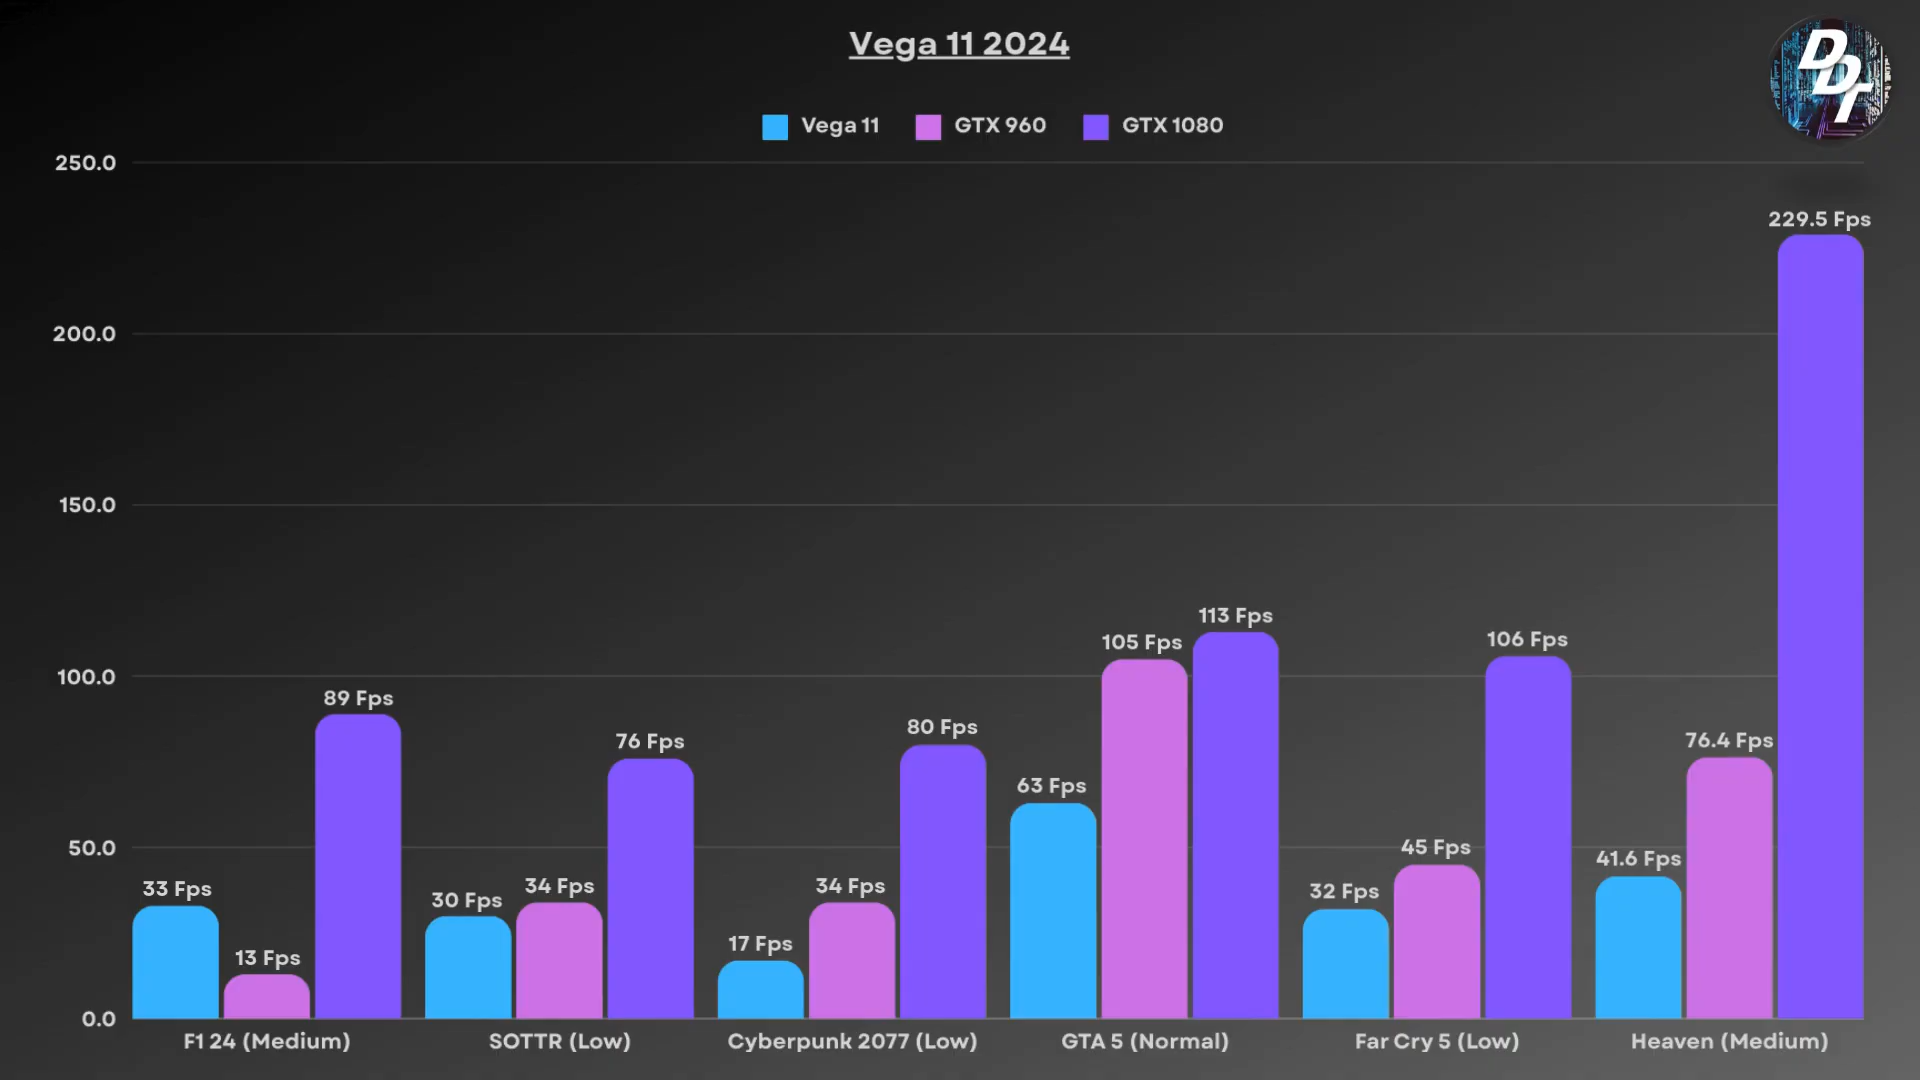 Vega 11 2024
DDT
Vega 11 GTX 960 GTX 1080
250.0
200.0
150.0
100.0
50.0
0.0
33 Fps
13 Fps
89 Fps
30 Fps
34 Fps
76 Fps
17 Fps
34 Fps
80 Fps
63 Fps
105 Fps
113 Fps
32 Fps
45 Fps
106 Fps
41.6 Fps
76.4 Fps
229.5 Fps
F1 24 (Medium)
SOTTR (Low)
Cyberpunk 2077 (Low)
GTA 5 (Normal)
Far Cry 5 (Low)
Heaven (Medium)